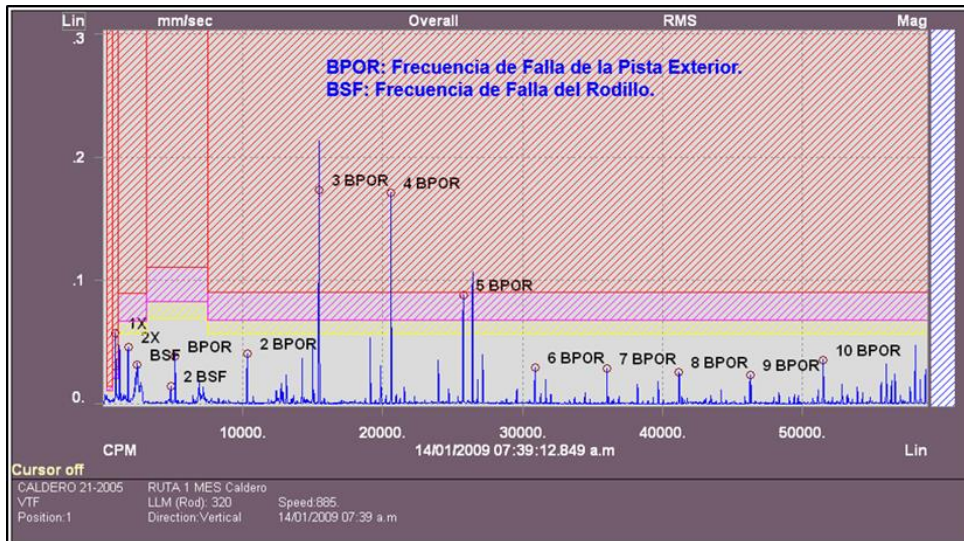 Lin mm/sec Overall RMS Mag
.3
BPOR: Frecuencia de Falla de la Pista Exterior.
BSF: Frecuencia de Falla del Rodillo.
.2
3 BPOR 4 BPOR
.1
5 BPOR
1X
2X
BSF BPOR 2 BPOR
2 BSF
6 BPOR 7 BPOR 8 BPOR 9 BPOR 10 BPOR
0.
10000. 20000. 30000. 40000. 50000.
CPM 14/01/2009 07:39:12.849 a.m Lin
Cursor off
CALDERO 21-2005 RUTA 1 MES Caldero
VTF LLM (Rod): 320 Speed:885.
Position:1 Direction:Vertical 14/01/2009 07:39 a.m